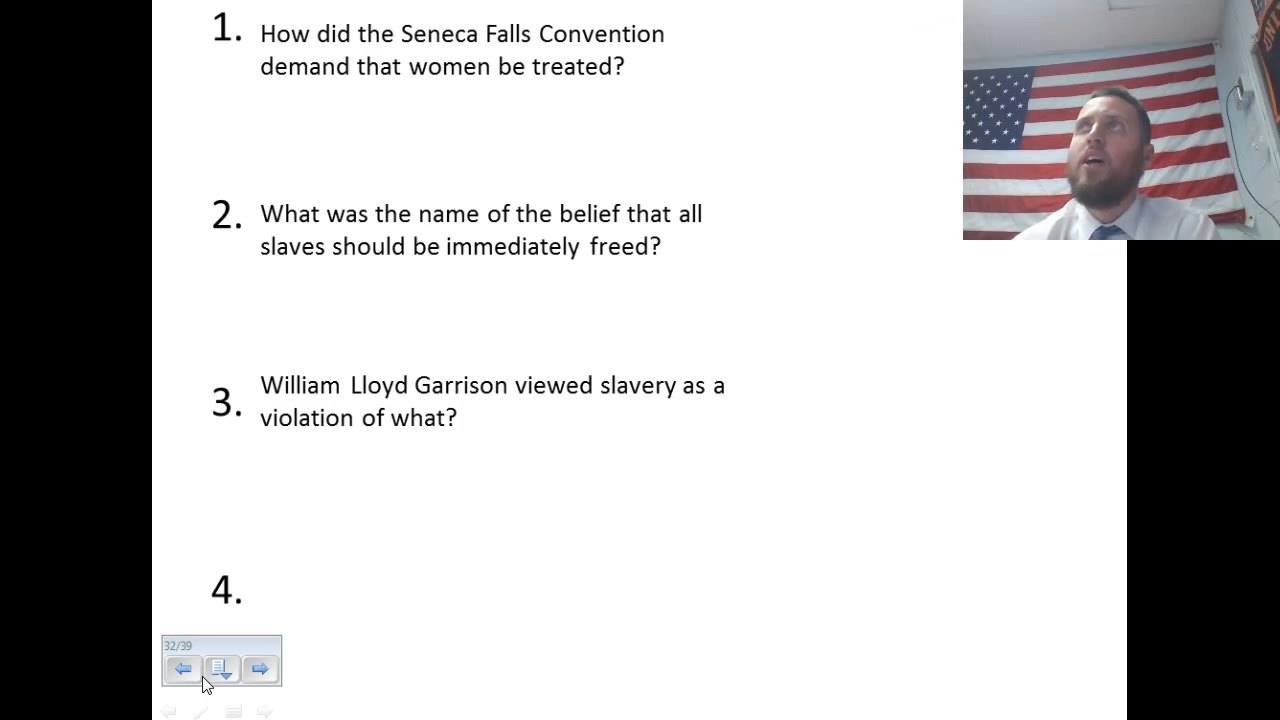 1. How did the Seneca Falls Convention
demand that women be treated?
2. What was the name of the belief that all
slaves should be immediately freed?
3. William Lloyd Garrison viewed slavery as a
violation of what?
4.
32/39